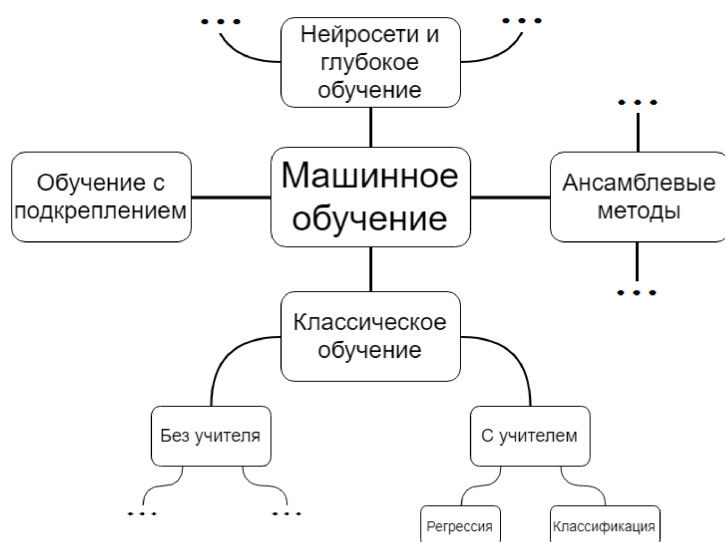 ...
...
Нейросети и
глубокое
обучение
...
Обучение с
подкреплением
Машинное
обучение
Ансамблевые
методы
...
Классическое
обучение
Без учителя
С учителем
...
...
Регрессия
Классификация